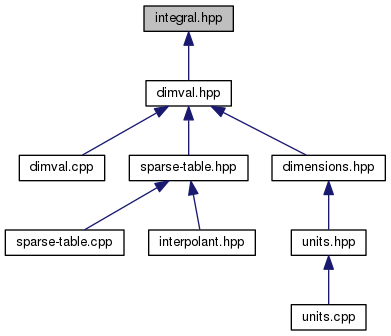 integral.hpp
dimval.hpp
dimval.cpp
sparse-table.hpp
dimensions.hpp
sparse-table.cpp
interpolant.hpp
units.hpp
units.cpp